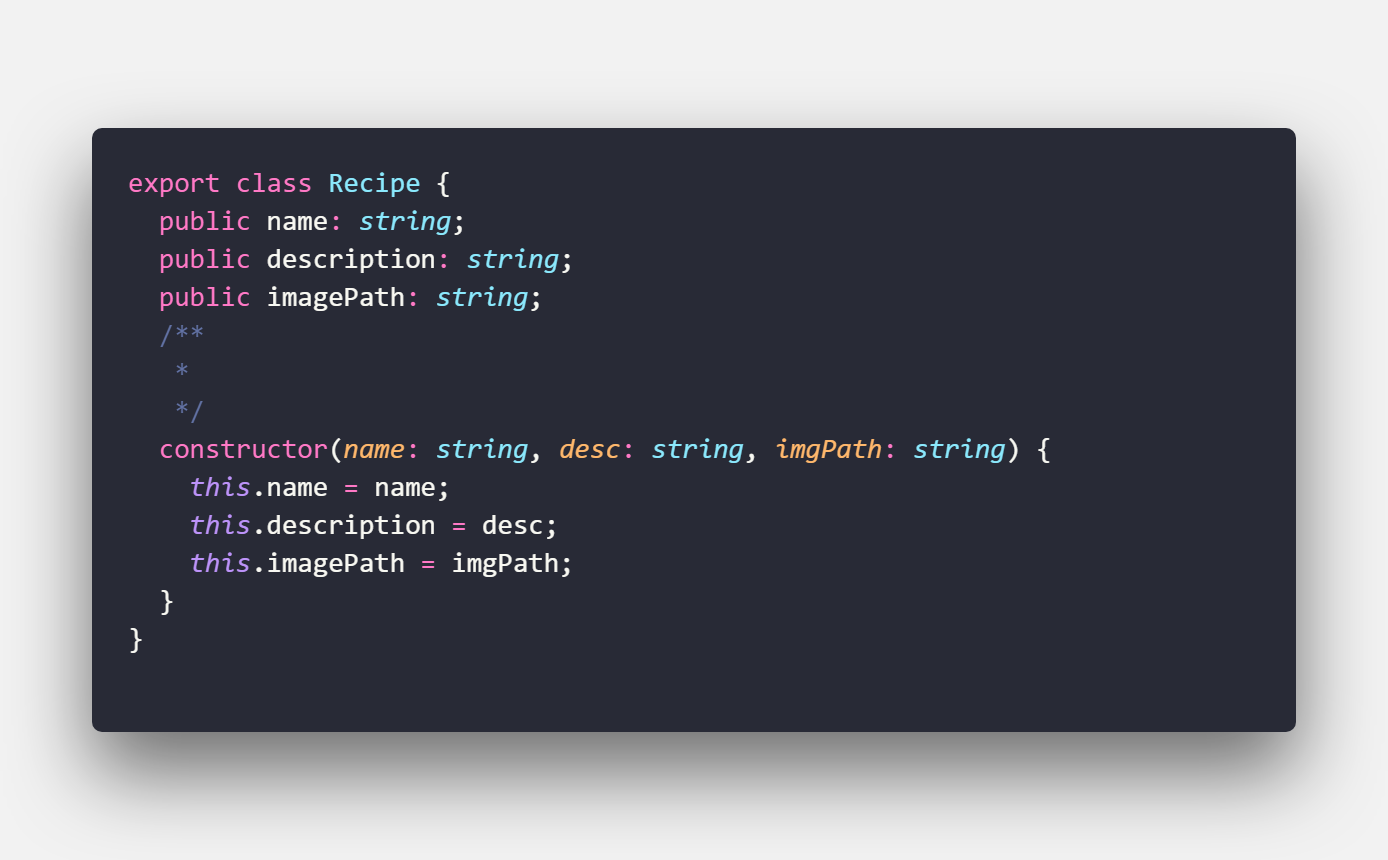 export class Recipe {
  public name: string;
  public description: string;
  public imagePath: string;
  /**
   *
   */
  constructor(name: string, desc: string, imgPath: string) {
    this.name = name;
    this.description = desc;
    this.imagePath = imgPath;
  }
}